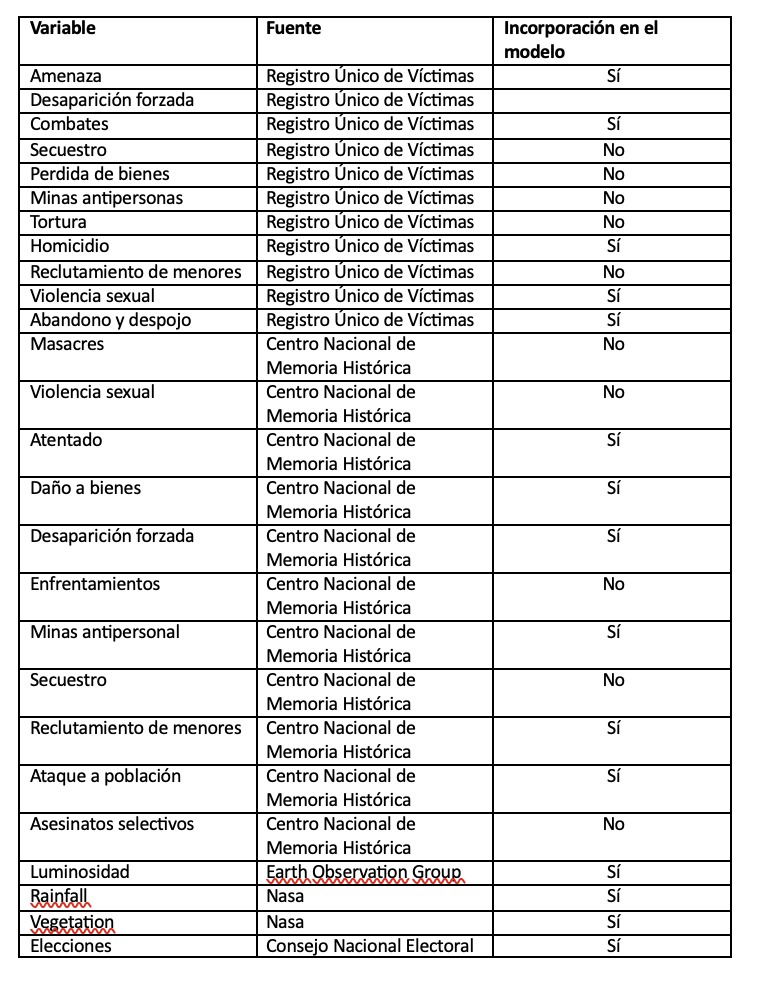 Variable Fuente Incorporación en el
modelo
Amenaza Registro Único de Víctimas Sí
Desaparición forzada Registro Único de Víctimas
Combates Registro Único de Víctimas Sí
Secuestro Registro Único de Víctimas No
Perdida de bienes Registro Único de Víctimas No
Minas antipersonas Registro Único de Víctimas No
Tortura Registro Único de Víctimas No
Homicidio Registro Único de Víctimas Sí
Reclutamiento de menores Registro Único de Víctimas No
Violencia sexual Registro Único de Víctimas Sí
Abandono y despojo Registro Único de Víctimas Sí
Masacres Centro Nacional de No
Memoria Histórica
Violencia sexual Centro Nacional de No
Memoria Histórica
Atentado Centro Nacional de Sí
Memoria Histórica
Daño a bienes Centro Nacional de Sí
Memoria Histórica
Desaparición forzada Centro Nacional de Sí
Memoria Histórica
Enfrentamientos Centro Nacional de No
Memoria Histórica
Minas antipersonal Centro Nacional de Sí
Memoria Histórica
Secuestro Centro Nacional de No
Memoria Histórica
Reclutamiento de menores Centro Nacional de Sí
Memoria Histórica
Ataque a población Centro Nacional de Sí
Memoria Histórica
Asesinatos selectivos Centro Nacional de No
Memoria Histórica
Luminosidad Earth Observation Group Sí
Rainfall Nasa Sí
Vegetation Nasa Sí
Elecciones Consejo Nacional Electoral Sí